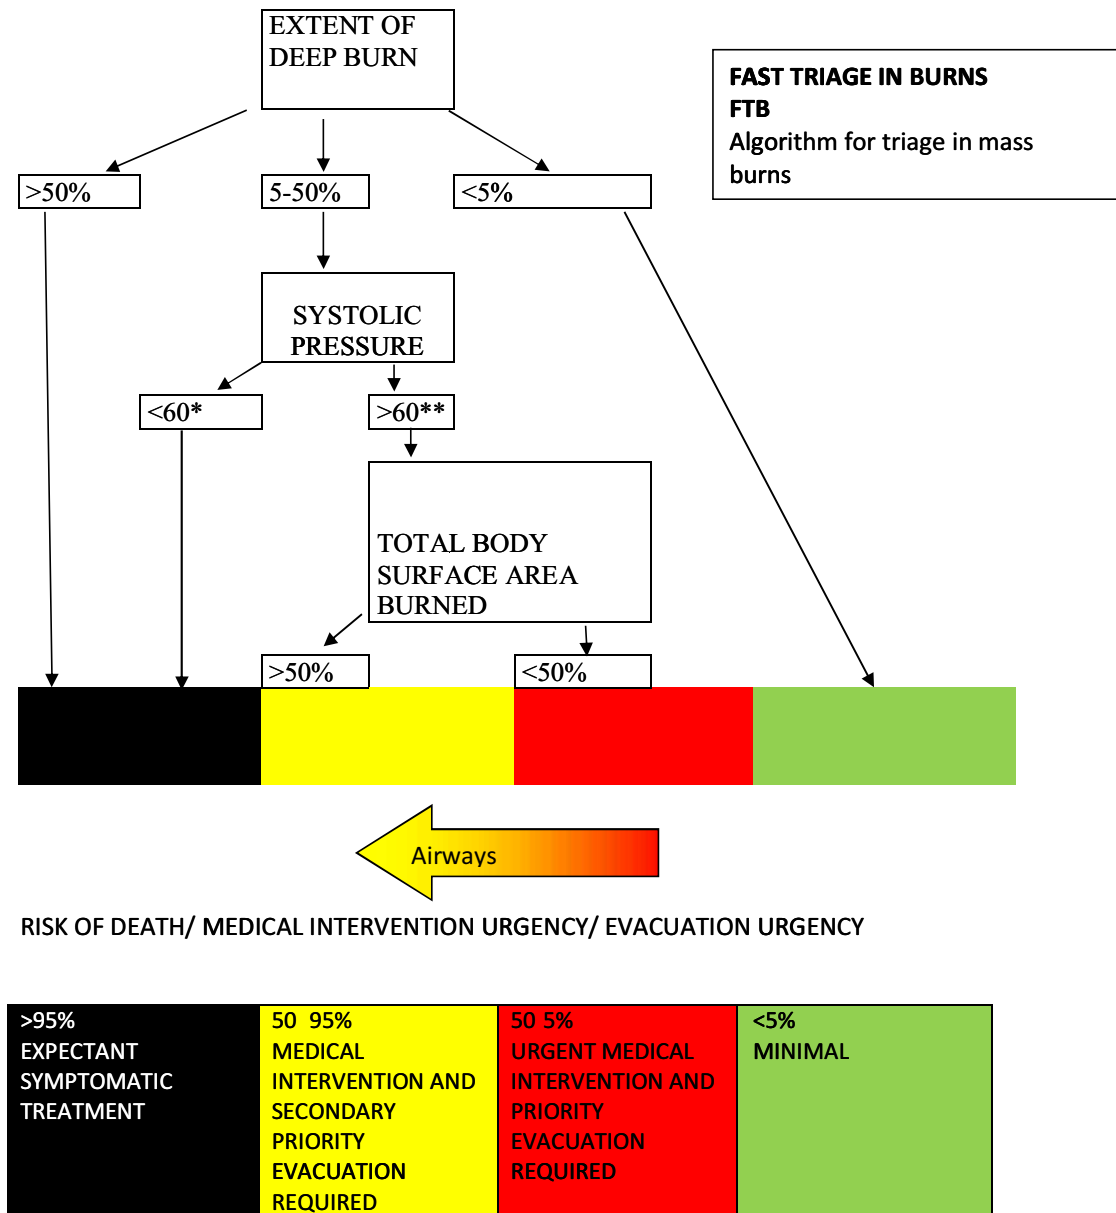 EXTENT OF
DEEP BURN
FAST TRIAGE IN BURNS
FTB
Algorithm for triage in mass
burns
>50%
5-50%
<5%
SYSTOLIC
PRESSURE
<60*
>60**
TOTAL BODY
SURFACE AREA
BURNED
>50%
<50%
Airways
RISK OF DEATH/ MEDICAL INTERVENTION URGENCY/ EVACUATION URGENCY
>95%
EXPECTANT
SYMPTOMATIC
TREATMENT
50 95%
MEDICAL
INTERVENTION AND
SECONDARY
PRIORITY
EVACUATION
REQUIRED
50 5%
URGENT MEDICAL
INTERVENTION AND
PRIORITY
EVACUATION
REQUIRED
<5%
MINIMAL